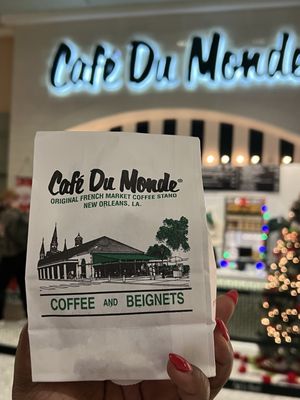 Café Du Monde
Café Du Monde®
ORIGINAL FRENCH MARKET COFFEE STAND
NEW ORLEANS, LA.
COFFEE AND BEIGNETS